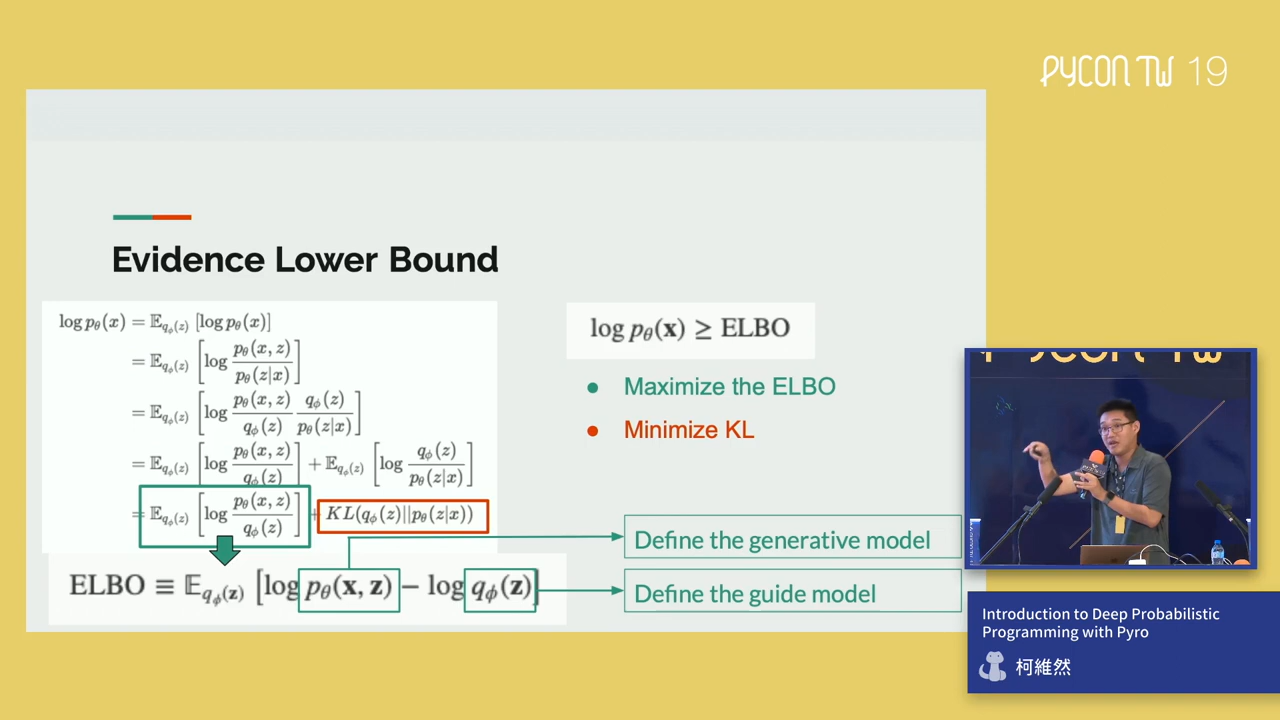 PYCON TW 19
Evidence Lower Bound
log p_θ(x) = 𝔼_{q_ϕ(z)} [log p_θ(x)]
= 𝔼_{q_ϕ(z)} [log p_θ(x, z) / p_θ(z|x)]
= 𝔼_{q_ϕ(z)} [log p_θ(x, z) / q_ϕ(z) q_ϕ(z) / p_θ(z|x)]
= 𝔼_{q_ϕ(z)} [log p_θ(x, z) / q_ϕ(z)] + 𝔼_{q_ϕ(z)} [log q_ϕ(z) / p_θ(z|x)]
= 𝔼_{q_ϕ(z)} [log p_θ(x, z) / q_ϕ(z)] + KL(q_ϕ(z)||p_θ(z|x))
ELBO ≡ 𝔼_{q_ϕ(z)} [log p_θ(x, z) − log q_ϕ(z)]
log p_θ(x) ≥ ELBO
● Maximize the ELBO
● Minimize KL
Define the generative model
Define the guide model
PyCon TW
Introduction to Deep Probabilistic
Programming with Pyro
柯維然